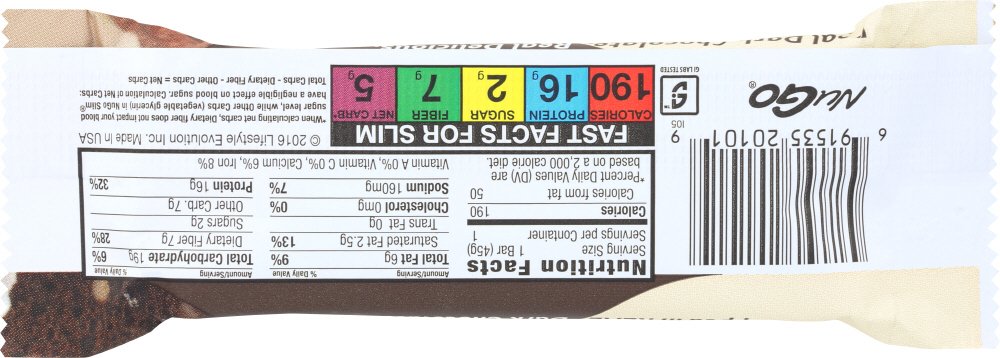 Nutrition Facts
Serving Size 1 Bar (45g)
Serving per Container 1
Calories 190
Calories from fat 50
*Percent Daily Values (DV) are
based on a 2,000 calorie diet.
Amount/Serving % Daily Value
Total Fat 6g 9%
Saturated Fat 2.5g 13%
Trans Fat 0g
Cholesterol 0mg 0%
Sodium 160mg 7%
Amount/Serving % Daily Value
Total Carbohydrate 19g 6%
Dietary Fiber 7g 28%
Sugars 2g
Other Carb. 7g
Protein 16g 32%
Vitamin A 0%, Vitamin C 0%, Calcium 6%, Iron 8%
FAST FACTS FOR SLIM
CALORIES PROTEIN SUGAR FIBER NET CARB*
190 16g 2g 7g 5g
© 2016 Lifestyle Evolution Inc. Made in USA
*When calculating net carbs, Dietary Fiber does not impact your blood
sugar level, while Other Carbs (vegetable glycerin in NuGo Slim®
have a negligible effect on blood sugar. Calculation of Net Carbs:
Total Carbs - Dietary Fiber - Other Carbs = Net Carbs
6 91535 20101 9
105
GI LABS TESTED
NuGO®
Real Dark Chocolate. Real Delicious